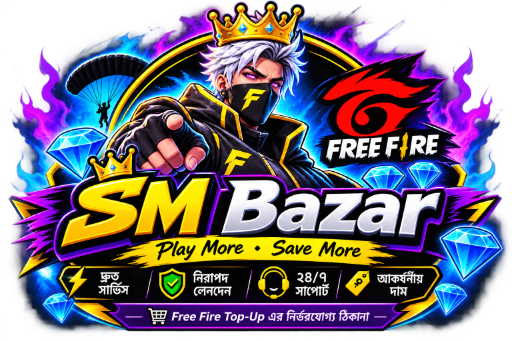 F
F
FREE FIRE
SM Bazar
Play More • Save More
দ্রুত
সার্ভিস
নিরাপদ
লেনদেন
২৪/৭
সাপোর্ট
আকর্ষনীয়
দাম
Free Fire Top-Up এর নির্ভরযোগ্য ঠিকানা